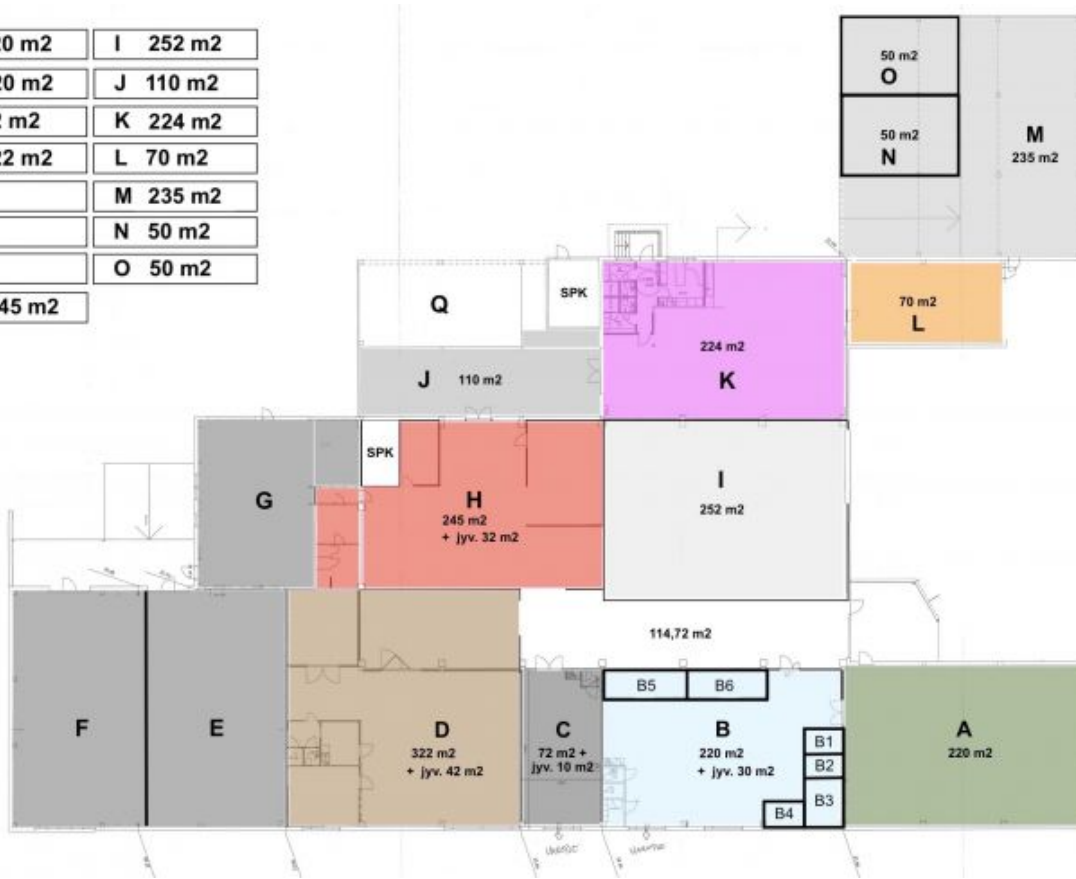 20 m2
I 252 m2
20 m2
J 110 m2
2 m2
K 224 m2
22 m2
L 70 m2
M 235 m2
N 50 m2
O 50 m2
45 m2
50 m2
O
50 m2
N
M
235 m2
Q
SPK
70 m2
L
224 m2
K
J 110 m2
SPK
G
H
245 m2
+ jyv. 32 m2
I
252 m2
114,72 m2
F
E
D
322 m2
+ jyv. 42 m2
C
72 m2 +
jyv. 10 m2
B5
B6
B
220 m2
+ jyv. 30 m2
B1
B2
B3
B4
A
220 m2